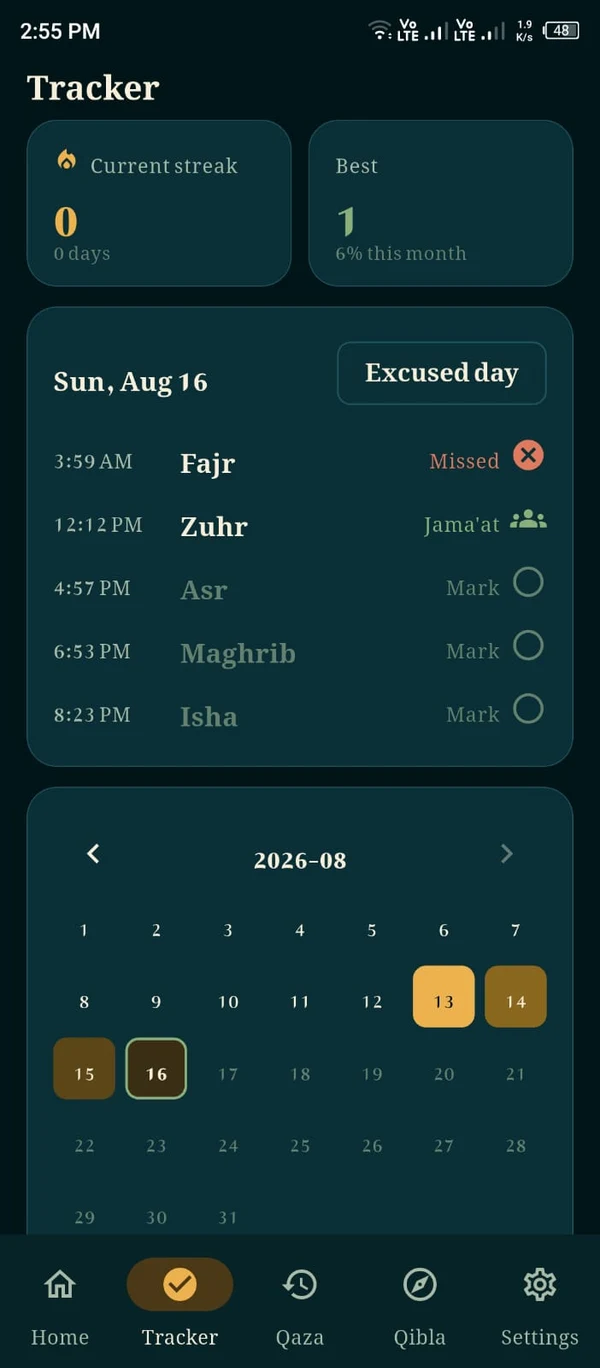 2:55 PM Vo LTE Vo LTE 1.9 K/s 48
Tracker
Current streak
0
0 days
Best
1
6% this month
Sun, Aug 16 Excused day
3:59 AM Fajr Missed
12:12 PM Zuhr Jama'at
4:57 PM Asr Mark
6:53 PM Maghrib Mark
8:23 PM Isha Mark
2026-08
1 2 3 4 5 6 7
8 9 10 11 12 13 14
15 16 17 18 19 20 21
22 23 24 25 26 27 28
29 30 31
Home Tracker Qaza Qibla Settings